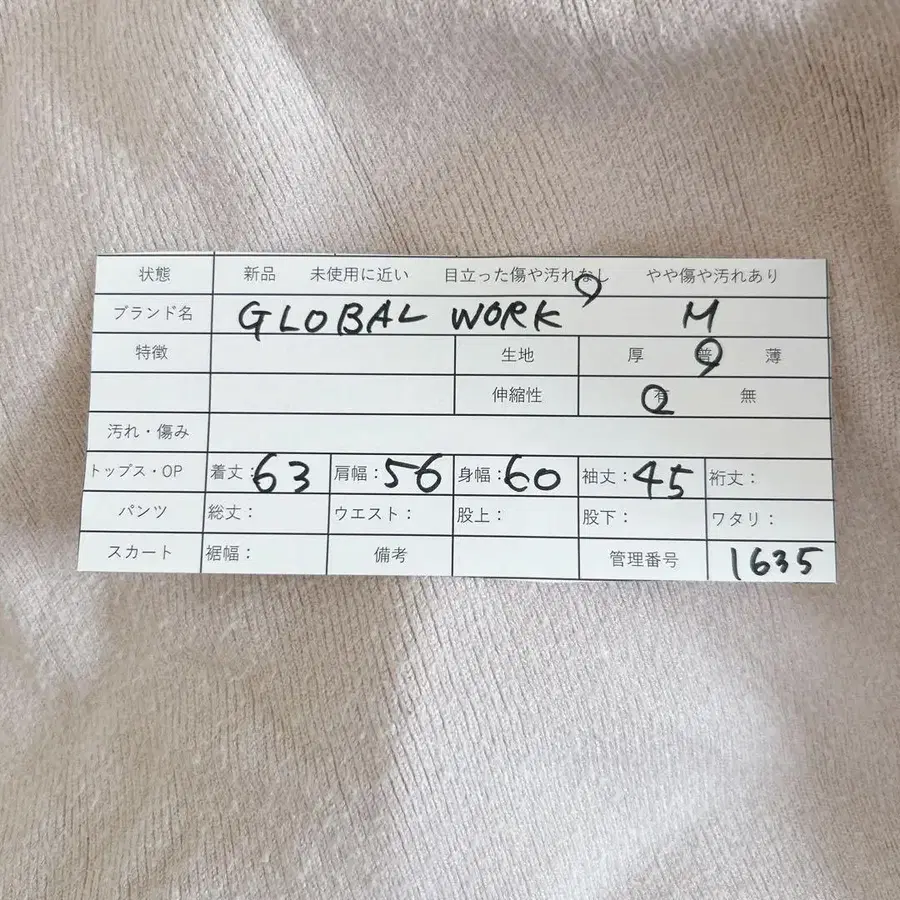 状態 新品 未使用に近い 目立った傷や汚れなし やや傷や汚れあり
ブランド名 GLOBAL WORK M
特徴 生地 厚 普 薄
伸縮性 有 無
汚れ・傷み
トップス・OP 着丈:63 肩幅:56 身幅:60 袖丈:45 裄丈:
パンツ 総丈: ウエスト: 股上: 股下: ワタリ:
スカート 裾幅: 備考 管理番号 1635